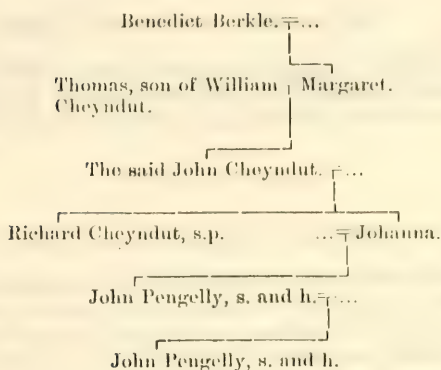 Benedict Berkle. = ...
Thomas, son of William = Margaret.
Cheyndut.
The said John Cheyndut. = ...
Richard Cheyndut, s.p. ... = Johanna.
John Pengelly, s. and h. = ...
John Pengelly, s. and h.